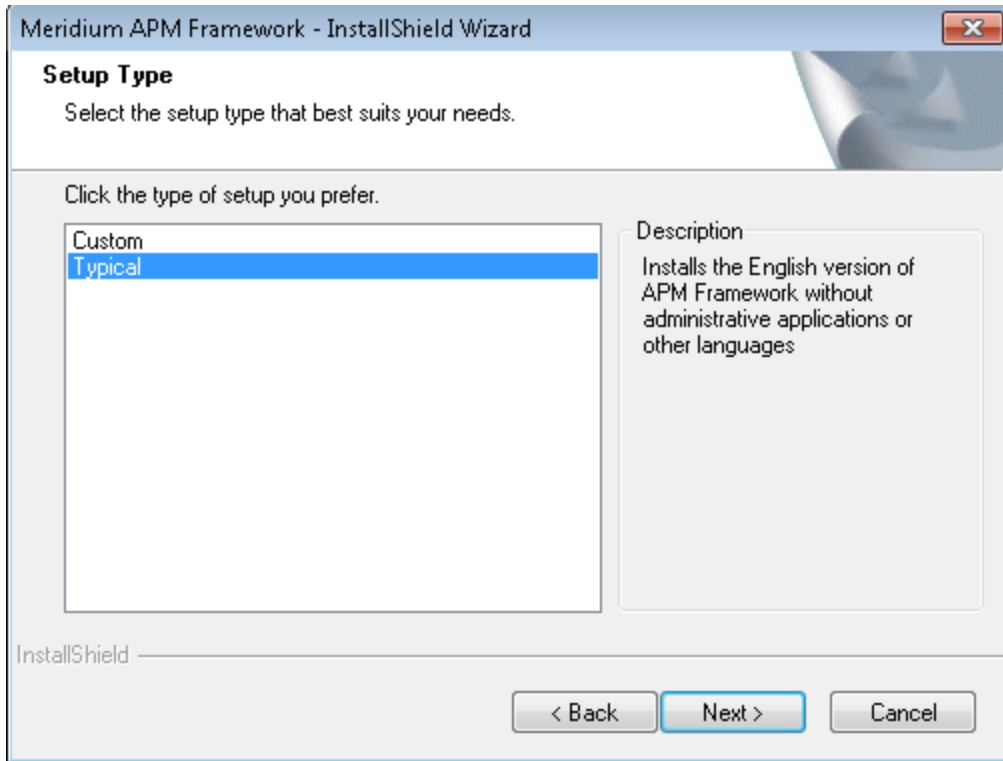 Meridium APM Framework - InstallShield Wizard
Setup Type
Select the setup type that best suits your needs.
Click the type of setup you prefer.
Custom
Typical
Description
Installs the English version of
APM Framework without
administrative applications or
other languages
InstallShield
< Back
Next >
Cancel